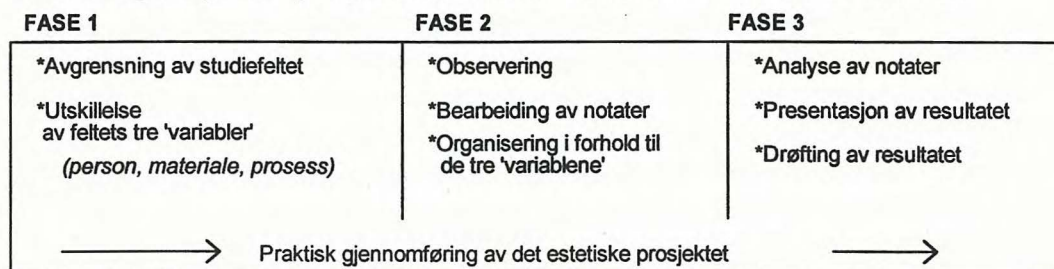 FASE 1
*Avgrensning av studiefeltet
*Utskillelse
av feltets tre 'variabler'
(person, materiale, prosess)
FASE 2
*Observering
*Bearbeiding av notater
*Organisering i forhold til
de tre 'variablene'
FASE 3
*Analyse av notater
*Presentasjon av resultatet
*Drøfting av resultatet
Praktisk gjennomføring av det estetiske prosjektet